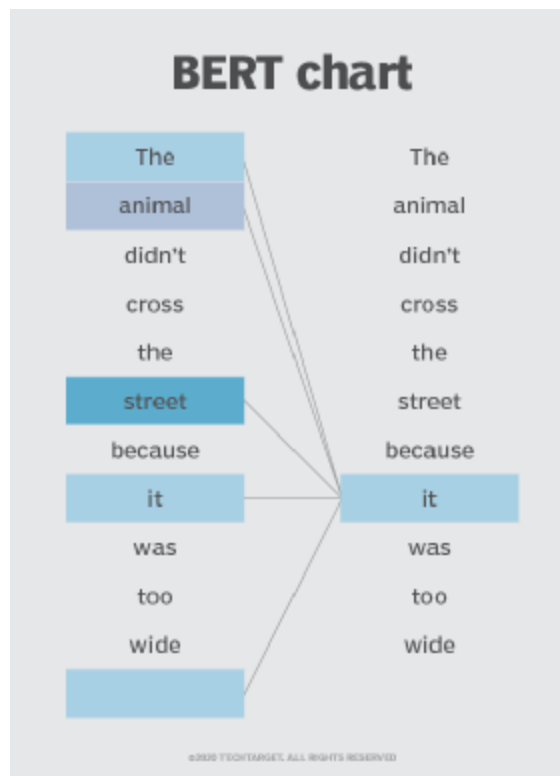 BERT chart
The The
animal animal
didn't didn't
cross cross
the the
street street
because because
it it
was was
too too
wide wide
©2020 TECHTARGET. ALL RIGHTS RESERVED